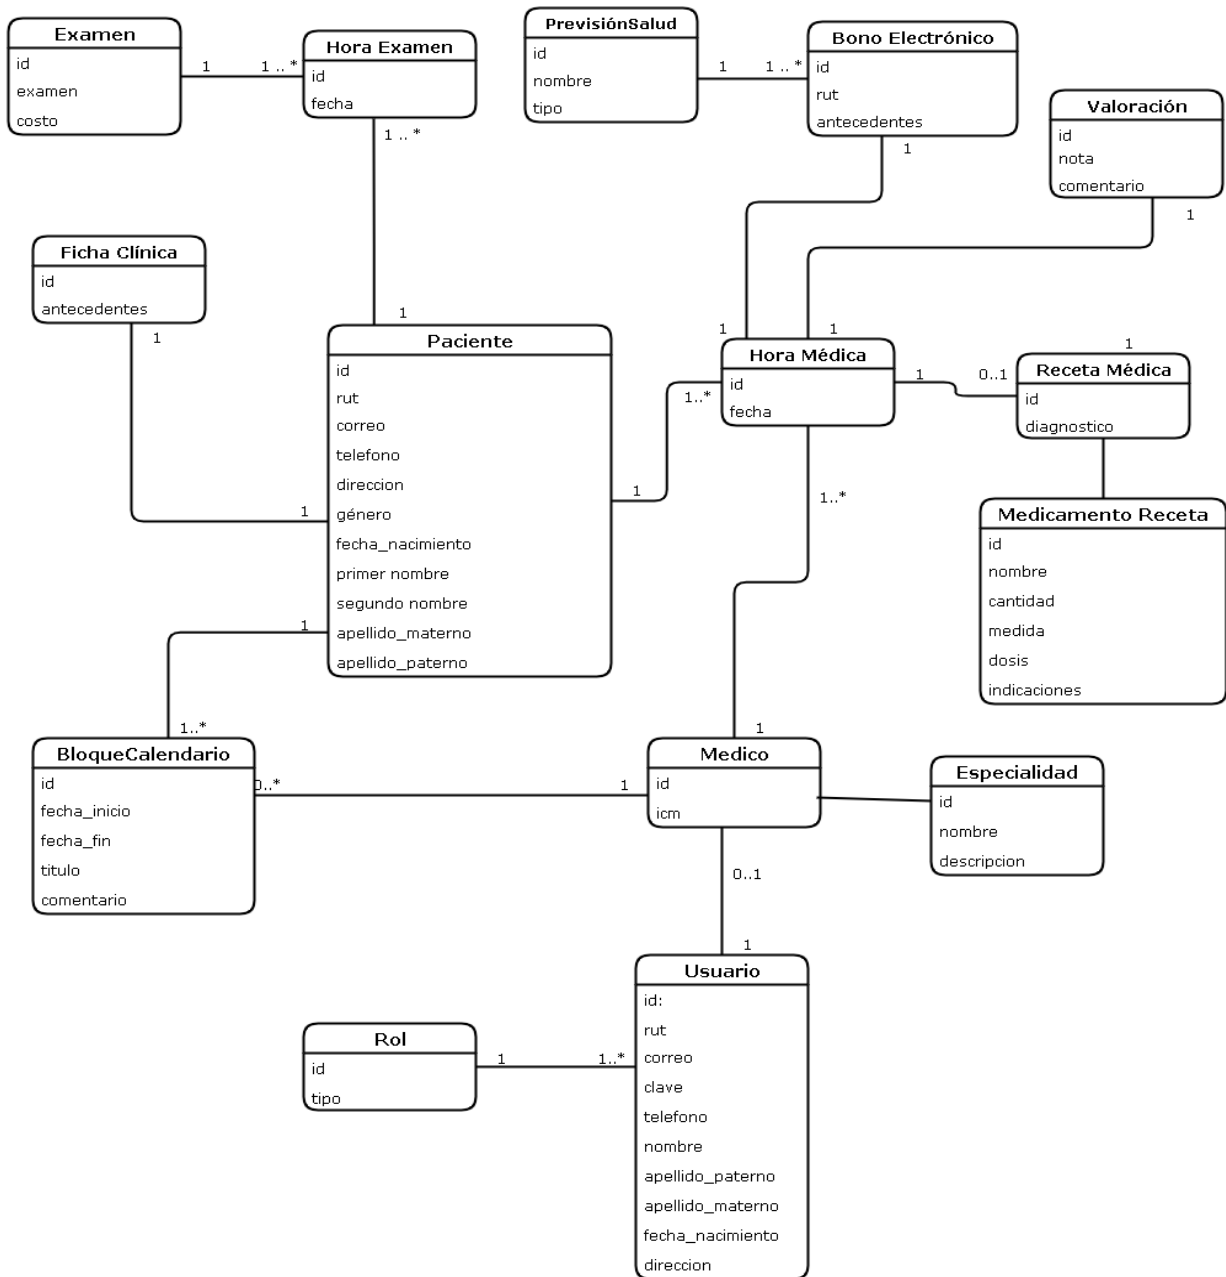 Examen
id
examen
costo
1
1 .. *
Hora Examen
id
fecha
1 .. *
PrevisiónSalud
id
nombre
tipo
1
1 .. *
Bono Electrónico
id
rut
antecedentes
1
Valoración
id
nota
comentario
1
Ficha Clínica
id
antecedentes
1
1
Paciente
id
rut
correo
telefono
direccion
género
fecha_nacimiento
primer nombre
segundo nombre
apellido_materno
apellido_paterno
1
1
1
1
1
Hora Médica
id
fecha
1..*
1
0..1
1
Receta Médica
id
diagnostico
1..*
Medicamento Receta
id
nombre
cantidad
medida
dosis
indicaciones
1..*
BloqueCalendario
id
fecha_inicio
fecha_fin
titulo
comentario
0..*
1
1
Medico
id
icm
Especialidad
id
nombre
descripcion
0..1
1
Usuario
id:
rut
correo
clave
telefono
nombre
apellido_paterno
apellido_materno
fecha_nacimiento
direccion
Rol
id
tipo
1
1..*